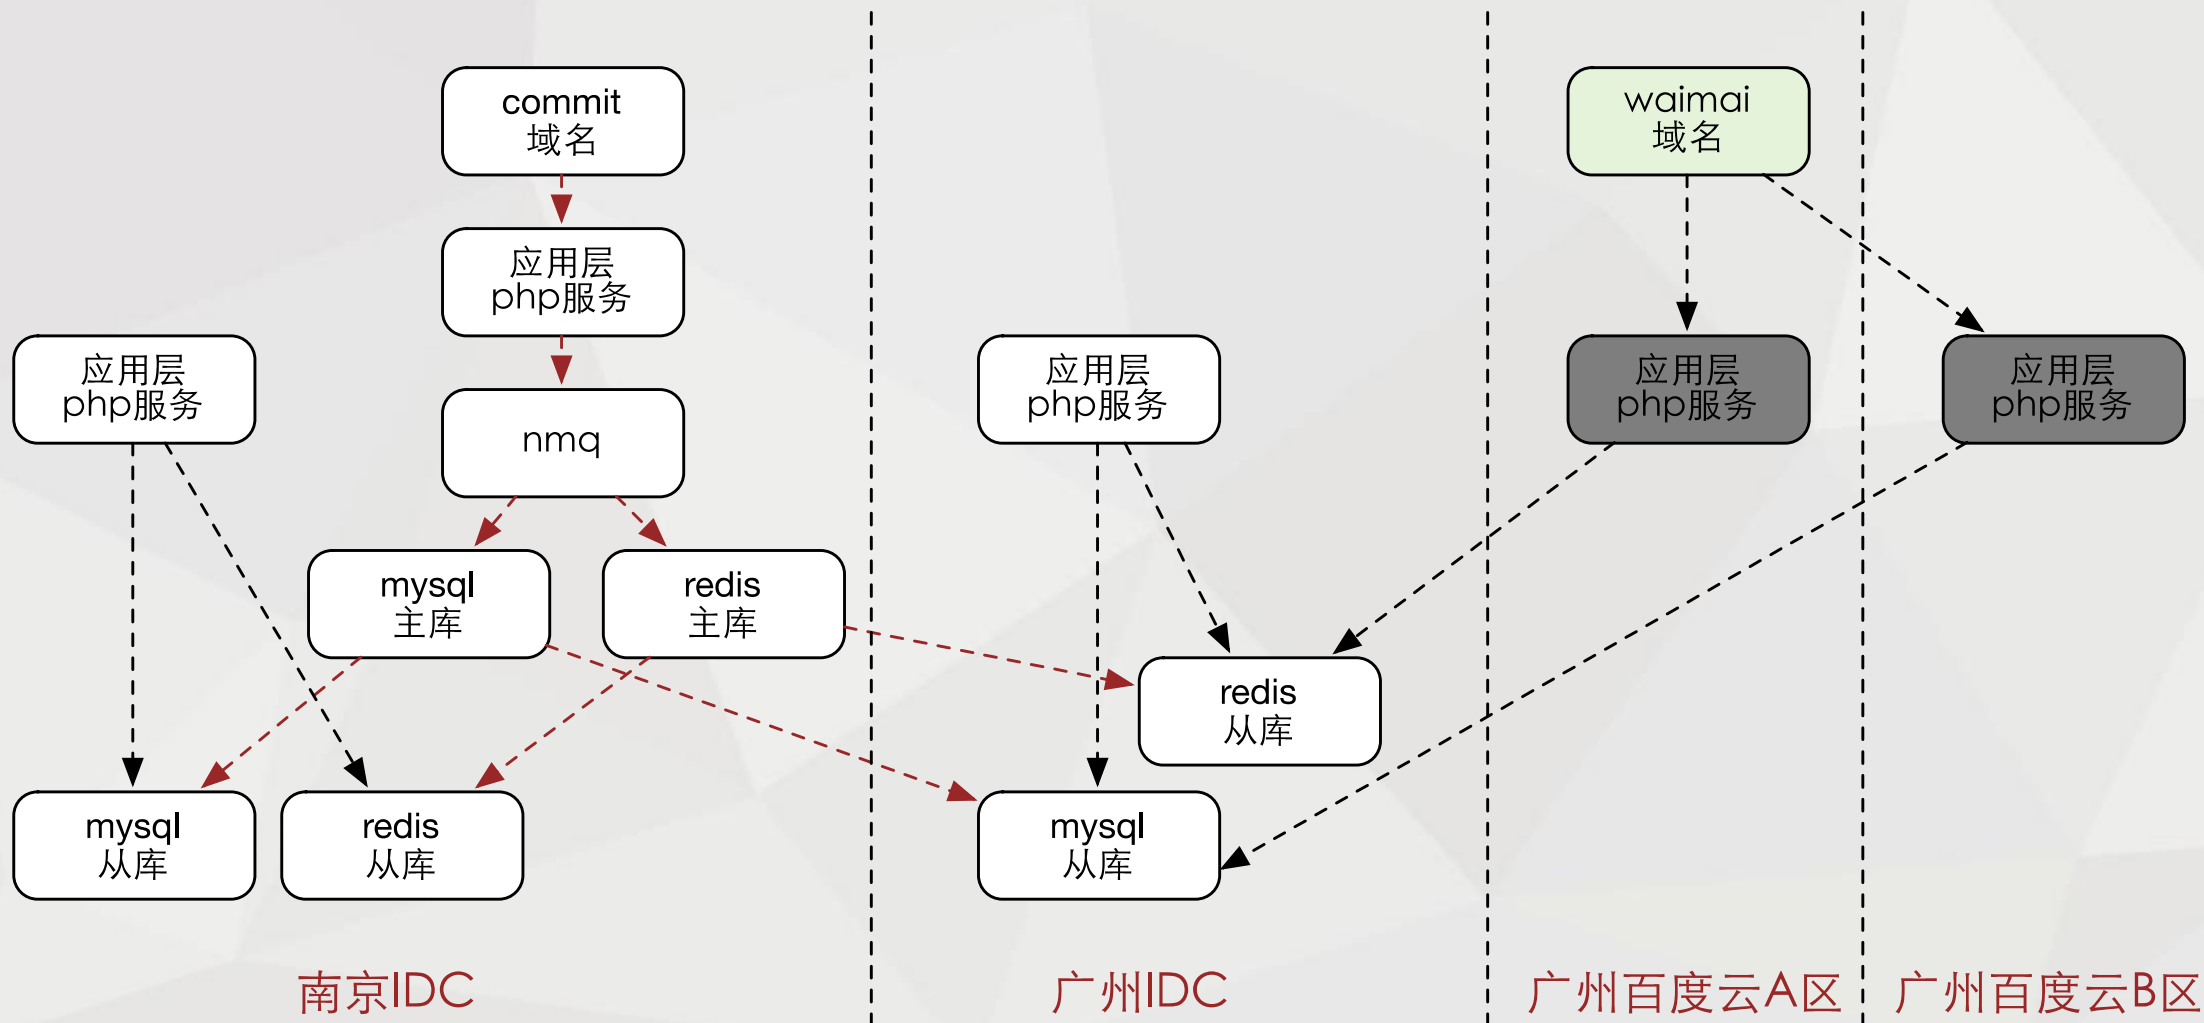 commit
域名
waimai
域名
应用层
php服务
应用层
php服务
nmq
应用层
php服务
应用层
php服务
应用层
php服务
mysql
主库
redis
主库
redis
从库
mysql
从库
redis
从库
mysql
从库
南京IDC
广州IDC
广州百度云A区
广州百度云B区